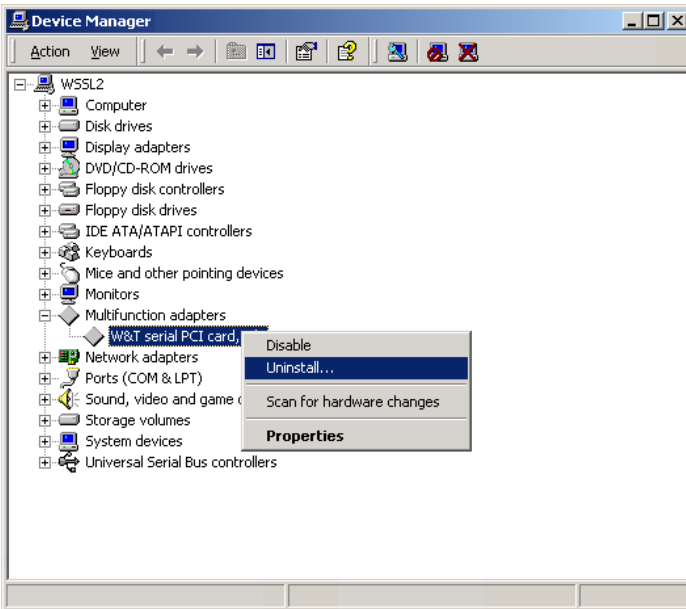 Device Manager
Action View
WSSL2
Computer
Disk drives
Display adapters
DVD/CD-ROM drives
Floppy disk controllers
Floppy disk drives
IDE ATA/ATAPI controllers
Keyboards
Mice and other pointing devices
Monitors
Multifunction adapters
W&T serial PCI card,
Disable
Network adapters
Uninstall...
Ports (COM & LPT)
Sound, video and game
Scan for hardware changes
Storage volumes
System devices
Properties
Universal Serial Bus controllers